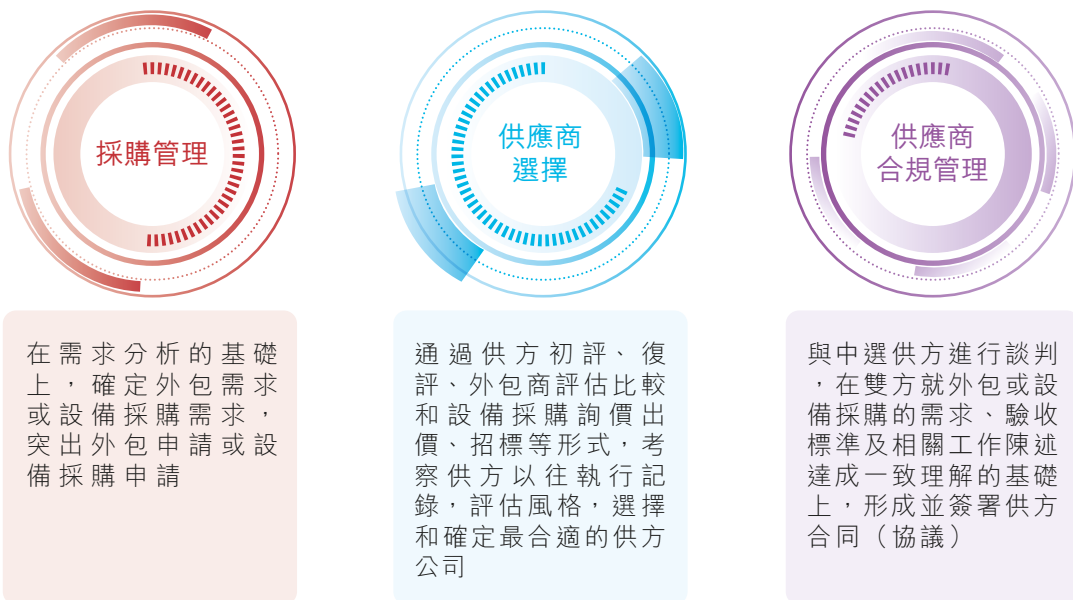 採購管理
在需求分析的基礎
上，確定外包需求
或設備採購需求，
突出外包申請或設
備採購申請
供應商
選擇
通過供方初評、復
評、外包商評估比較
和設備採購詢價出
價、招標等形式，考
察供方以往執行記
錄，評估風格，選擇
和確定最合適的供方
公司
供應商
合規管理
與中選供方進行談判
，在雙方就外包或設
備採購的需求、驗收
標準及相關工作陳述
達成一致理解的基礎
上，形成並簽署供方
合同（協議）